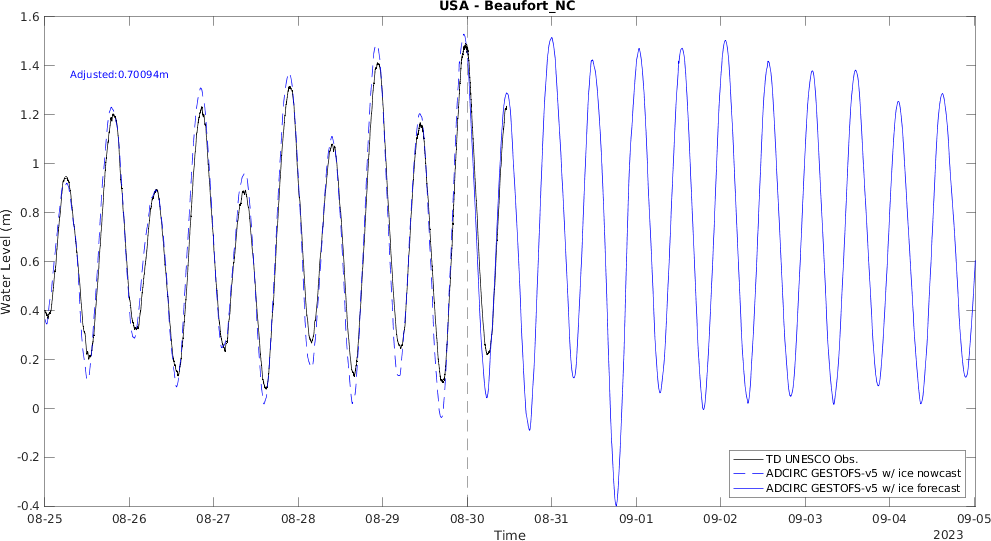 USA - Beaufort_NC
Adjusted:0.70094m
Water Level (m)
1.6
1.4
1.2
1
0.8
0.6
0.4
0.2
0
-0.2
-0.4
TD UNESCO Obs.
ADCIRC GESTOFS-v5 w/ ice nowcast
ADCIRC GESTOFS-v5 w/ ice forecast
08-25 08-26 08-27 08-28 08-29 08-30 08-31 09-01 09-02 09-03 09-04 09-05
Time
2023